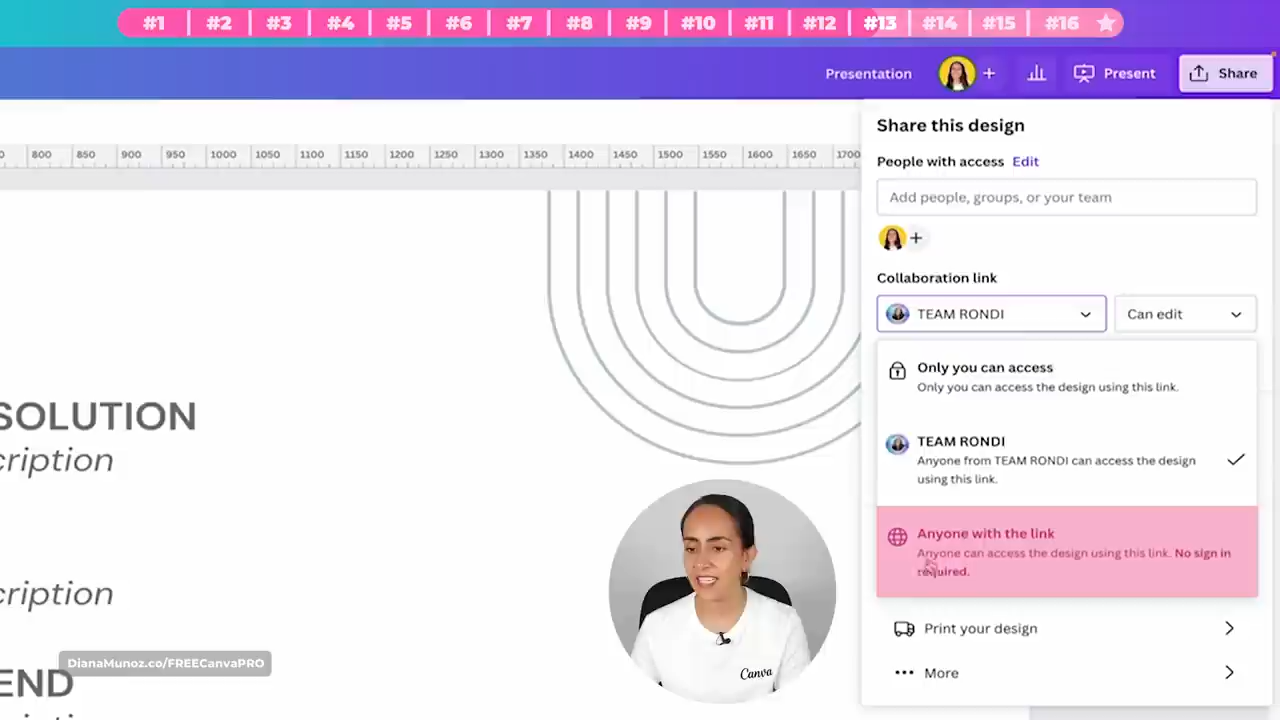 #1 #2 #3 #4 #5 #6 #7 #8 #9 #10 #11 #12 #13 #14 #15 #16
Presentation
Present
Share
Share this design
800 850 900 950 1000 1050 1100 1150 1200 1250 1300 1350 1400 1450 1500 1550 1600 1650 1700
People with access Edit
Add people, groups, or your team
Collaboration link
TEAM RONDI
Can edit
Only you can access
Only you can access the design using this link.
TEAM RONDI
Anyone from TEAM RONDI can access the design
using this link.
Anyone with the link
Anyone can access the design using this link. No sign in
required.
Print your design
More
SOLUTION
cription
cription
END
DianaMunoz.co/FREECanvaPRO
Canva